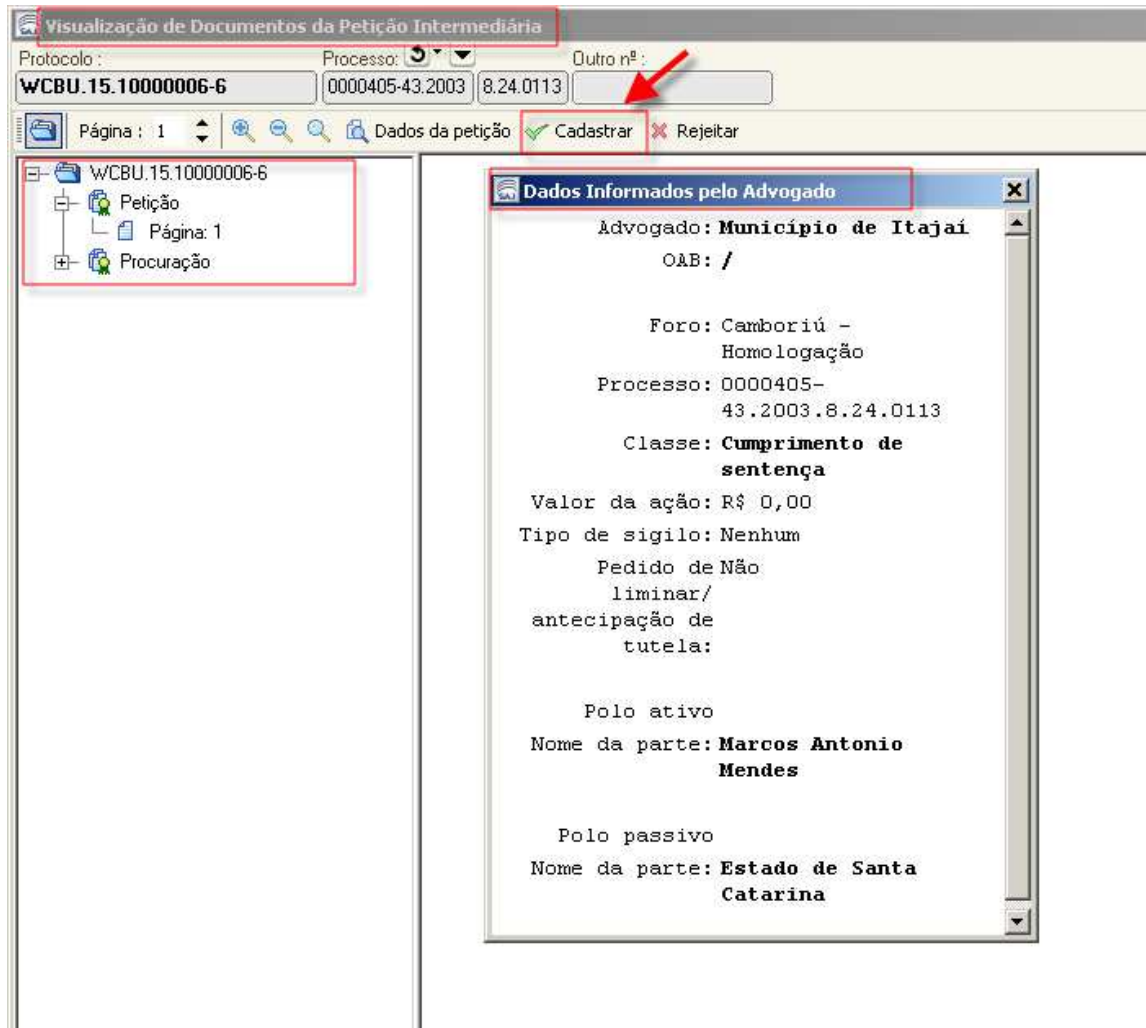 Visualização de Documentos da Petição Intermediária
Protocolo : Processo: Outro nº :
WCBU.15.10000006-6 0000405-43.2003 8.24.0113
Página : 1 Dados da petição Cadastrar Rejeitar
WCBU.15.10000006-6
Petição
Página: 1
Procuração
Dados Informados pelo Advogado
Advogado: Município de Itajaí
OAB: /
Foro: Camboriú -
Homologação
Processo: 0000405-
43.2003.8.24.0113
Classe: Cumprimento de
sentença
Valor da ação: R$ 0,00
Tipo de sigilo: Nenhum
Pedido de Não
liminar/
antecipação de
tutela:
Polo ativo
Nome da parte: Marcos Antonio
Mendes
Polo passivo
Nome da parte: Estado de Santa
Catarina